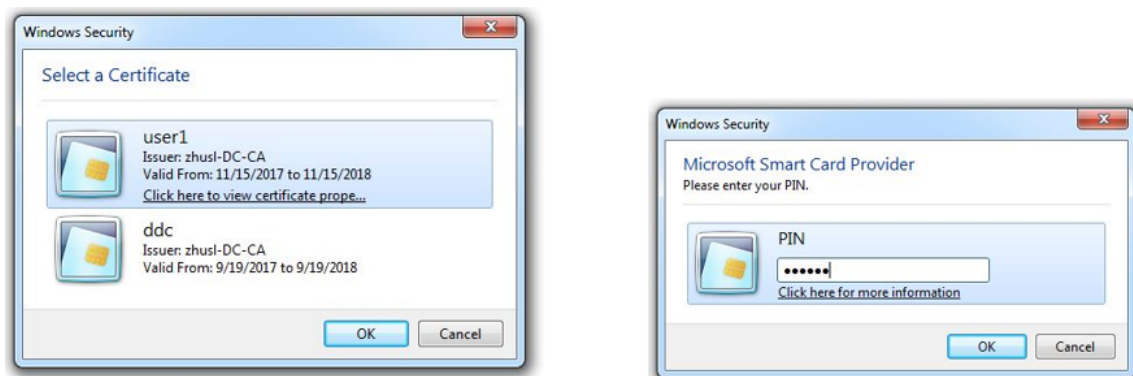 Windows Security
Select a Certificate
user1
Issuer: zhusl-DC-CA
Valid From: 11/15/2017 to 11/15/2018
Click here to view certificate prope...
ddc
Issuer: zhusl-DC-CA
Valid From: 9/19/2017 to 9/19/2018
OK
Cancel
Windows Security
Microsoft Smart Card Provider
Please enter your PIN.
PIN
••••••
Click here for more information
OK
Cancel